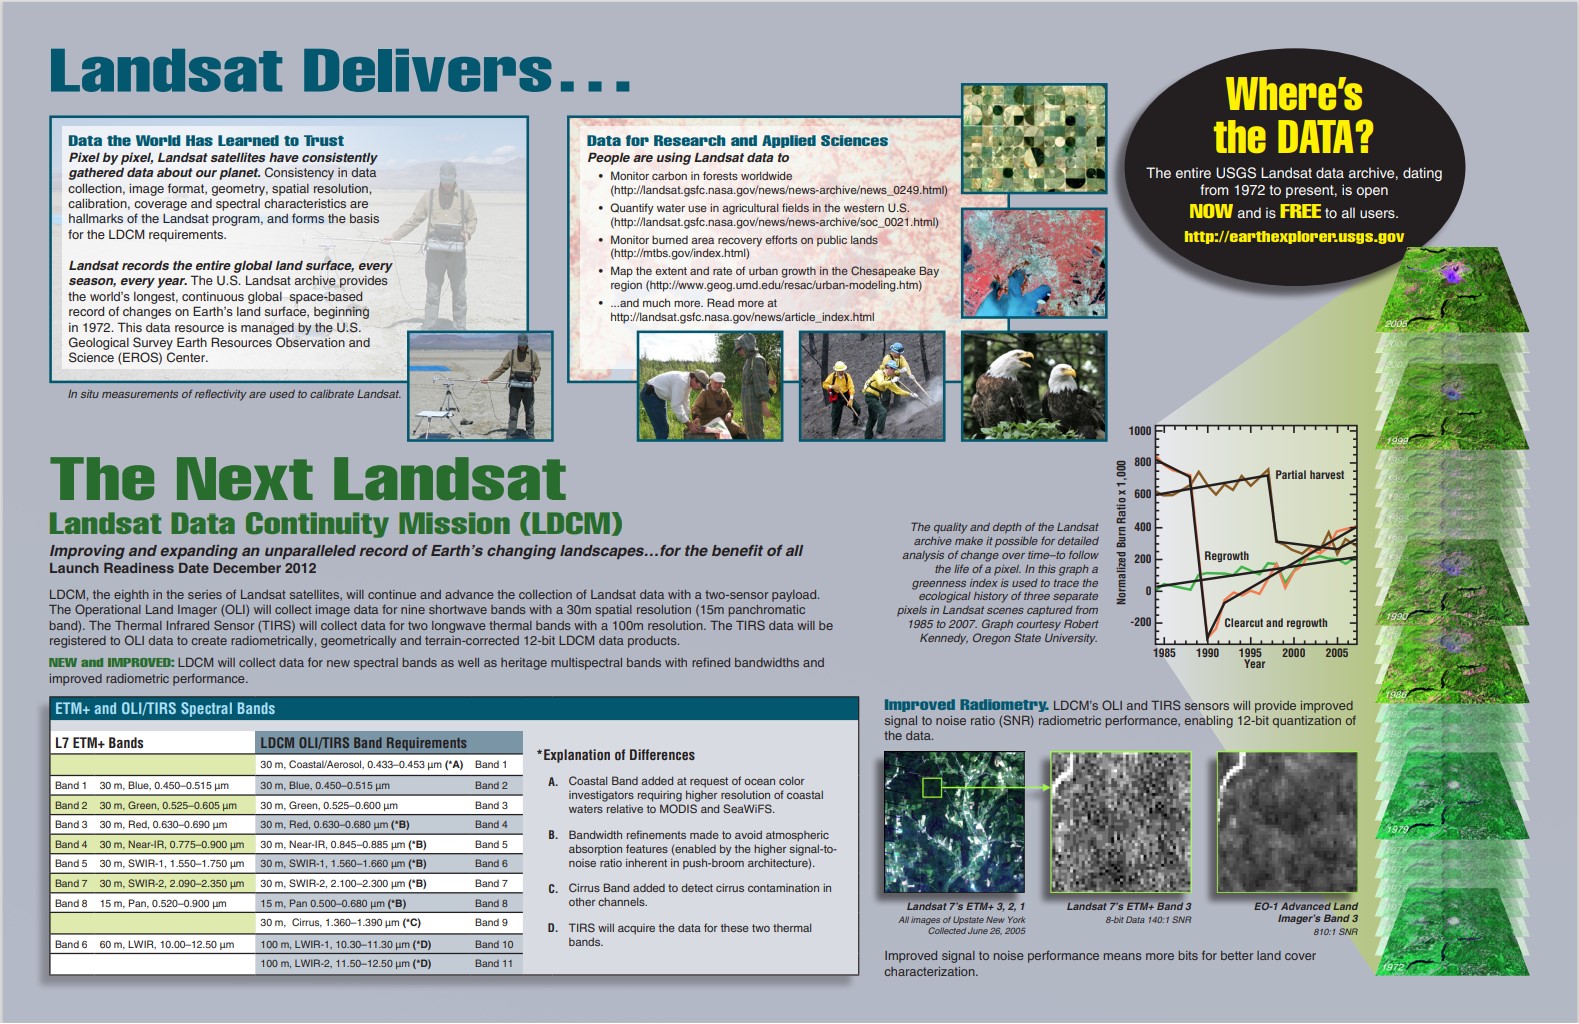 Landsat Delivers...
Data the World Has Learned to Trust
Pixel by pixel, Landsat satellites have consistently
gathered data about our planet. Consistency in data
collection, image format, geometry, spatial resolution,
calibration, coverage and spectral characteristics are
hallmarks of the Landsat program, and forms the basis
for the LDCM requirements.
Landsat records the entire global land surface, every
season, every year. The U.S. Landsat archive provides
the world's longest, continuous global space-based
record of changes on Earth's land surface, beginning
in 1972. This data resource is managed by the U.S.
Geological Survey Earth Resources Observation and
Science (EROS) Center.
In situ measurements of reflectivity are used to calibrate Landsat.
Data for Research and Applied Sciences
People are using Landsat data to
• Monitor carbon in forests worldwide
(http://landsat.gsfc.nasa.gov/news/news-archive/news_0249.html)
• Quantify water use in agricultural fields in the western U.S.
(http://landsat.gsfc.nasa.gov/news/news-archive/soc_0021.html)
• Monitor burned area recovery efforts on public lands
(http://mtbs.gov/index.html)
• Map the extent and rate of urban growth in the Chesapeake Bay
region (http://www.geog.umd.edu/resac/urban-modeling.htm)
• ...and much more. Read more at
http://landsat.gsfc.nasa.gov/news/article_index.html
Where's
the DATA?
The entire USGS Landsat data archive, dating
from 1972 to present, is open
NOW and is FREE to all users.
http://earthexplorer.usgs.gov
2005
1999
1990
1986
1979
1972
The Next Landsat
Landsat Data Continuity Mission (LDCM)
Improving and expanding an unparalleled record of Earth's changing landscapes...for the benefit of all
Launch Readiness Date December 2012
LDCM, the eighth in the series of Landsat satellites, will continue and advance the collection of Landsat data with a two-sensor payload.
The Operational Land Imager (OLI) will collect image data for nine shortwave bands with a 30m spatial resolution (15m panchromatic
band). The Thermal Infrared Sensor (TIRS) will collect data for two longwave thermal bands with a 100m resolution. The TIRS data will be
registered to OLI data to create radiometrically, geometrically and terrain-corrected 12-bit LDCM data products.
NEW and IMPROVED: LDCM will collect data for new spectral bands as well as heritage multispectral bands with refined bandwidths and
improved radiometric performance.
The quality and depth of the Landsat
archive make it possible for detailed
analysis of change over time–to follow
the life of a pixel. In this graph a
greenness index is used to trace the
ecological history of three separate
pixels in Landsat scenes captured from
1985 to 2007. Graph courtesy Robert
Kennedy, Oregon State University.
Normalized Burn Ratio x 1,000
1000
800
600
400
200
0
-200
Partial harvest
Regrowth
Clearcut and regrowth
1985 1990 1995 2000 2005
Year
ETM+ and OLI/TIRS Spectral Bands
L7 ETM+ Bands LDCM OLI/TIRS Band Requirements
30 m, Coastal/Aerosol, 0.433–0.453 µm (*A) Band 1
Band 1 30 m, Blue, 0.450–0.515 µm 30 m, Blue, 0.450–0.515 µm Band 2
Band 2 30 m, Green, 0.525–0.605 µm 30 m, Green, 0.525–0.600 µm Band 3
Band 3 30 m, Red, 0.630–0.690 µm 30 m, Red, 0.630–0.680 µm (*B) Band 4
Band 4 30 m, Near-IR, 0.775–0.900 µm 30 m, Near-IR, 0.845–0.885 µm (*B) Band 5
Band 5 30 m, SWIR-1, 1.550–1.750 µm 30 m, SWIR-1, 1.560–1.660 µm (*B) Band 6
Band 7 30 m, SWIR-2, 2.090–2.350 µm 30 m, SWIR-2, 2.100–2.300 µm (*B) Band 7
Band 8 15 m, Pan, 0.520–0.900 µm 15 m, Pan 0.500–0.680 µm (*B) Band 8
30 m, Cirrus, 1.360–1.390 µm (*C) Band 9
Band 6 60 m, LWIR, 10.00–12.50 µm 100 m, LWIR-1, 10.30–11.30 µm (*D) Band 10
100 m, LWIR-2, 11.50–12.50 µm (*D) Band 11
*Explanation of Differences
A. Coastal Band added at request of ocean color
investigators requiring higher resolution of coastal
waters relative to MODIS and SeaWiFS.
B. Bandwidth refinements made to avoid atmospheric
absorption features (enabled by the higher signal-to-
noise ratio inherent in push-broom architecture).
C. Cirrus Band added to detect cirrus contamination in
other channels.
D. TIRS will acquire the data for these two thermal
bands.
Improved Radiometry. LDCM's OLI and TIRS sensors will provide improved
signal to noise ratio (SNR) radiometric performance, enabling 12-bit quantization of
the data.
Landsat 7's ETM+ 3, 2, 1
All images of Upstate New York
Collected June 26, 2005
Landsat 7's ETM+ Band 3
8-bit Data 140:1 SNR
EO-1 Advanced Land
Imager's Band 3
810:1 SNR
Improved signal to noise performance means more bits for better land cover
characterization.